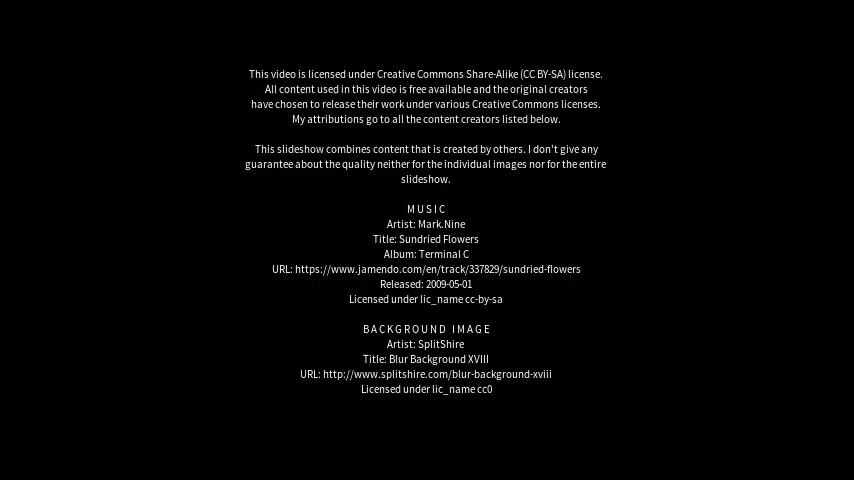 This video is licensed under Creative Commons Share-Alike (CC BY-SA) license.
All content used in this video is free available and the original creators
have chosen to release their work under various Creative Commons licenses.
My attributions go to all the content creators listed below.
This slideshow combines content that is created by others. I don't give any
guarantee about the quality neither for the individual images nor for the entire
slideshow.
MUSIC
Artist: Mark.Nine
Title: Sundried Flowers
Album: Terminal C
URL: https://www.jamendo.com/en/track/337829/sundried-flowers
Released: 2009-05-01
Licensed under lic_name cc-by-sa
BACKGROUND IMAGE
Artist: SplitShire
Title: Blur Background XVIII
URL: http://www.splitshire.com/blur-background-xviii
Licensed under lic_name cc0